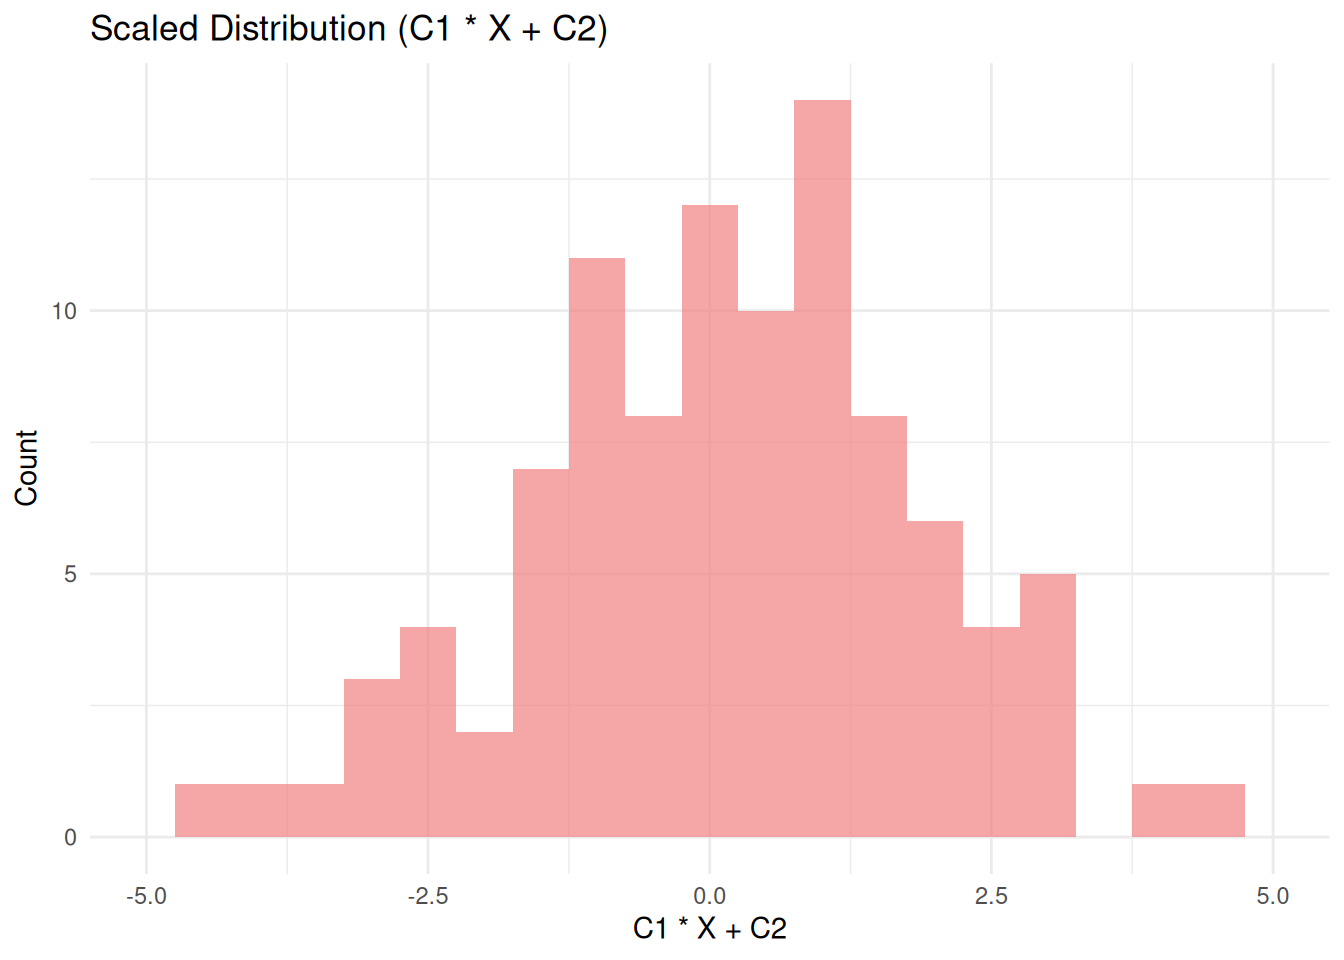 Scaled Distribution (C1 * X + C2)
Count
10
5
0
-5.0 -2.5 0.0 2.5 5.0
C1 * X + C2